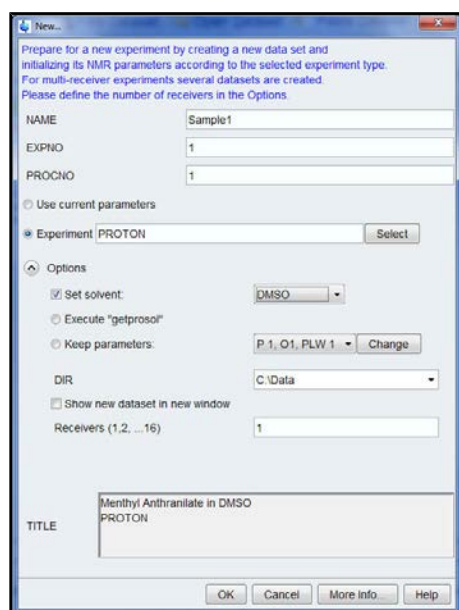 New...
Prepare for a new experiment by creating a new data set and
initializing its NMR parameters according to the selected experiment type.
For multi-receiver experiments several datasets are created.
Please define the number of receivers in the Options.
NAME Sample1
EXPNO 1
PROCNO 1
Use current parameters
Experiment PROTON Select
Options
Set solvent: DMSO
Execute "getprosol"
Keep parameters: P 1, O1, PLW 1 Change
DIR C:\Data
Show new dataset in new window
Receivers (1,2, ...16) 1
Menthyl Anthranilate in DMSO
PROTON
TITLE
OK Cancel More Info... Help